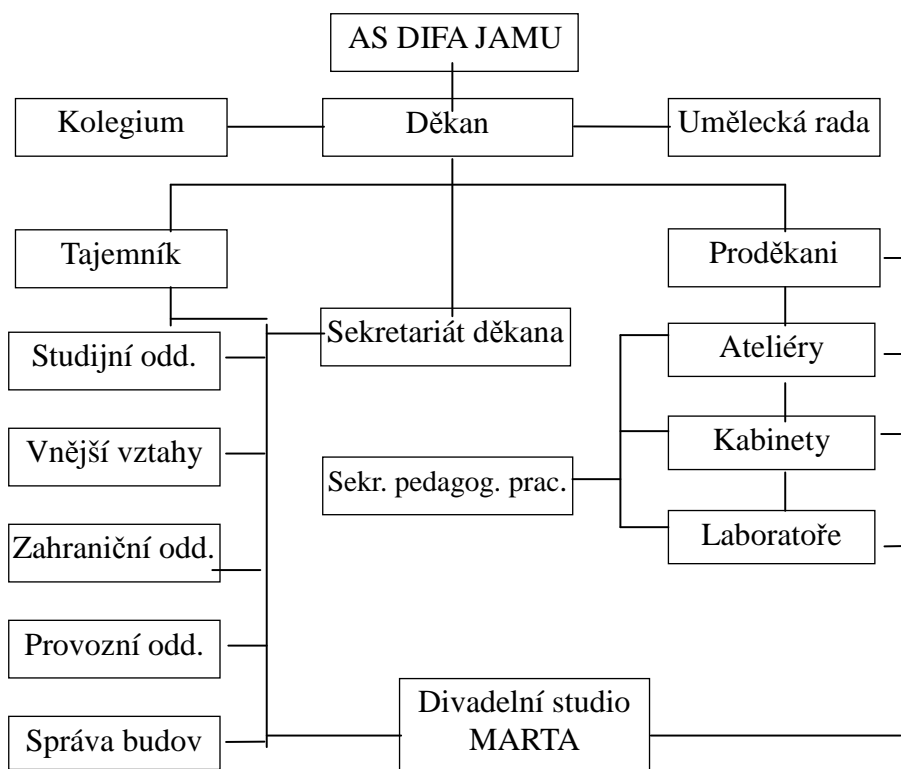 AS DIFA JAMU
Kolegium
Děkan
Umělecká rada
Tajemník
Proděkani
Sekretariát děkana
Studijní odd.
Ateliéry
Vnější vztahy
Kabinety
Sekr. pedagog. prac.
Zahraniční odd.
Laboratoře
Provozní odd.
Divadelní studio
MARTA
Správa budov